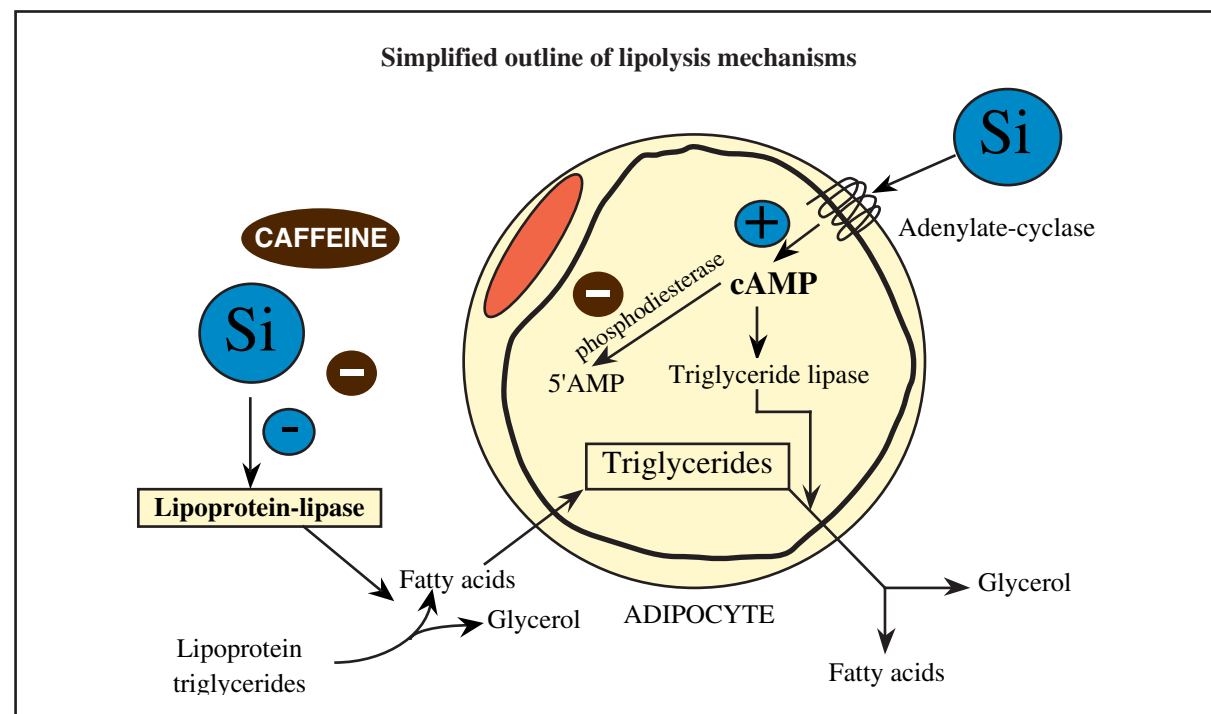 Simplified outline of lipolysis mechanisms
Si
Adenylate-cyclase
CAFFEINE
+
cAMP
phosphodiesterase
−
Si
−
5'AMP
Triglyceride lipase
-
Triglycerides
Lipoprotein-lipase
Fatty acids
Glycerol
Glycerol
ADIPOCYTE
Lipoprotein
triglycerides
Fatty acids